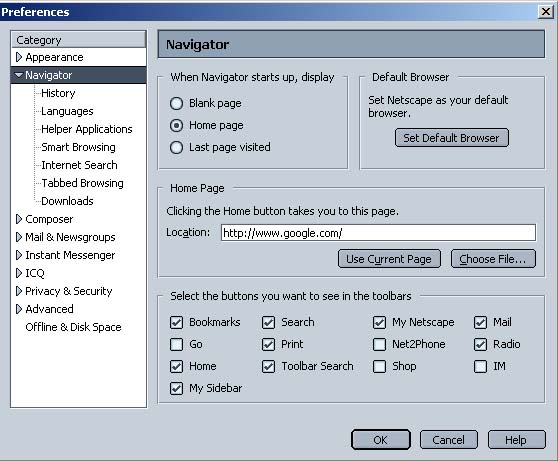 Preferences
Category
Appearance
Navigator
History
Languages
Helper Applications
Smart Browsing
Internet Search
Tabbed Browsing
Downloads
Composer
Mail & Newsgroups
Instant Messenger
ICQ
Privacy & Security
Advanced
Offline & Disk Space
Navigator
When Navigator starts up, display
Blank page
Home page
Last page visited
Default Browser
Set Netscape as your default
browser.
Set Default Browser
Home Page
Clicking the Home button takes you to this page.
Location: http://www.google.com/
Use Current Page Choose File...
Select the buttons you want to see in the toolbars
Bookmarks Search My Netscape Mail
Go Print Net2Phone Radio
Home Toolbar Search Shop IM
My Sidebar
OK Cancel Help